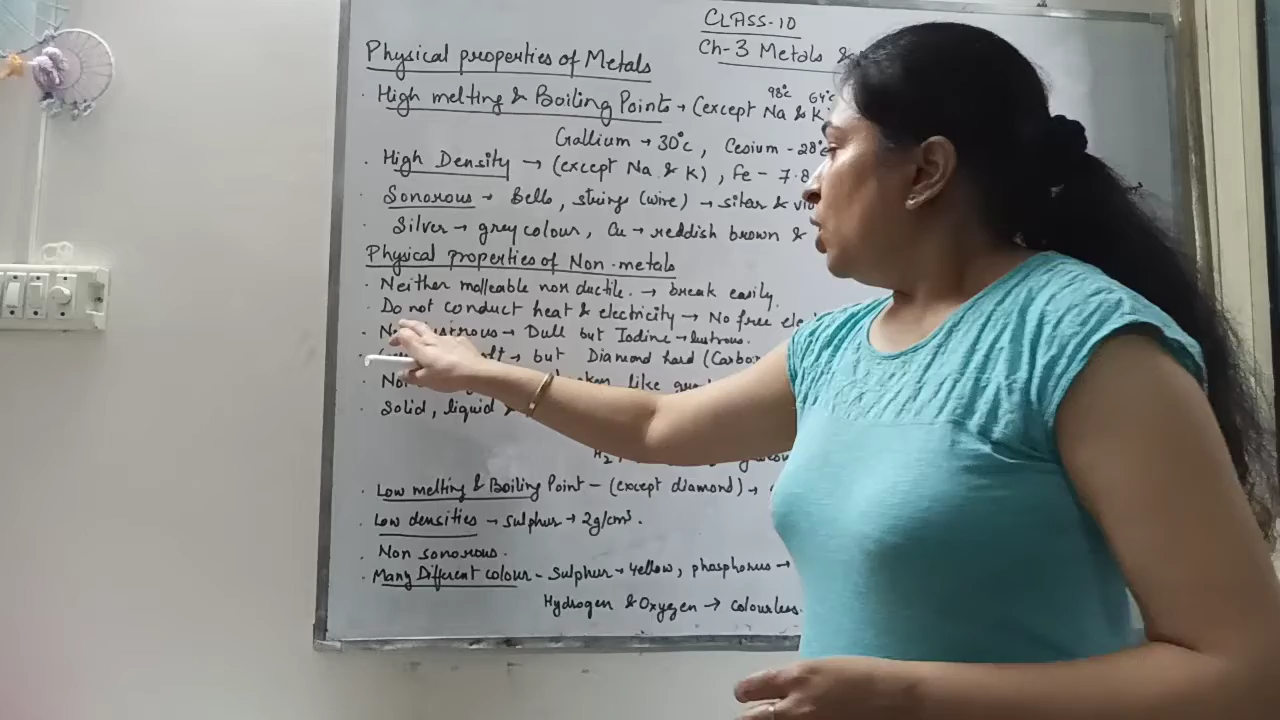 CLASS-10
Ch-3 Metals &
Physical properties of Metals
· High melting & Boiling Points → (except Na & K
98°c 64°c
Gallium → 30°c, Cesium - 28°c
· High Density → (except Na & K), Fe - 7.8
· Sonorous - Bells, strings (wire) → sitar & vio
· Silver → grey colour, Cu → reddish brown &
Physical properties of Non-metals
· Neither malleable nor ductile. → break easily.
· Do not conduct heat & electricity → No free
→ Dull but Iodine → lustrous.
but Diamond hard (Carbo
like
· Solid, liquid
H2,
· Low melting & Boiling Point - (except diamond) →
· Low densities → sulphur → 2g/cm³.
· Non sonorous.
· Many Different colour - Sulphur → yellow, phosphorus →
Hydrogen & Oxygen → colourless.